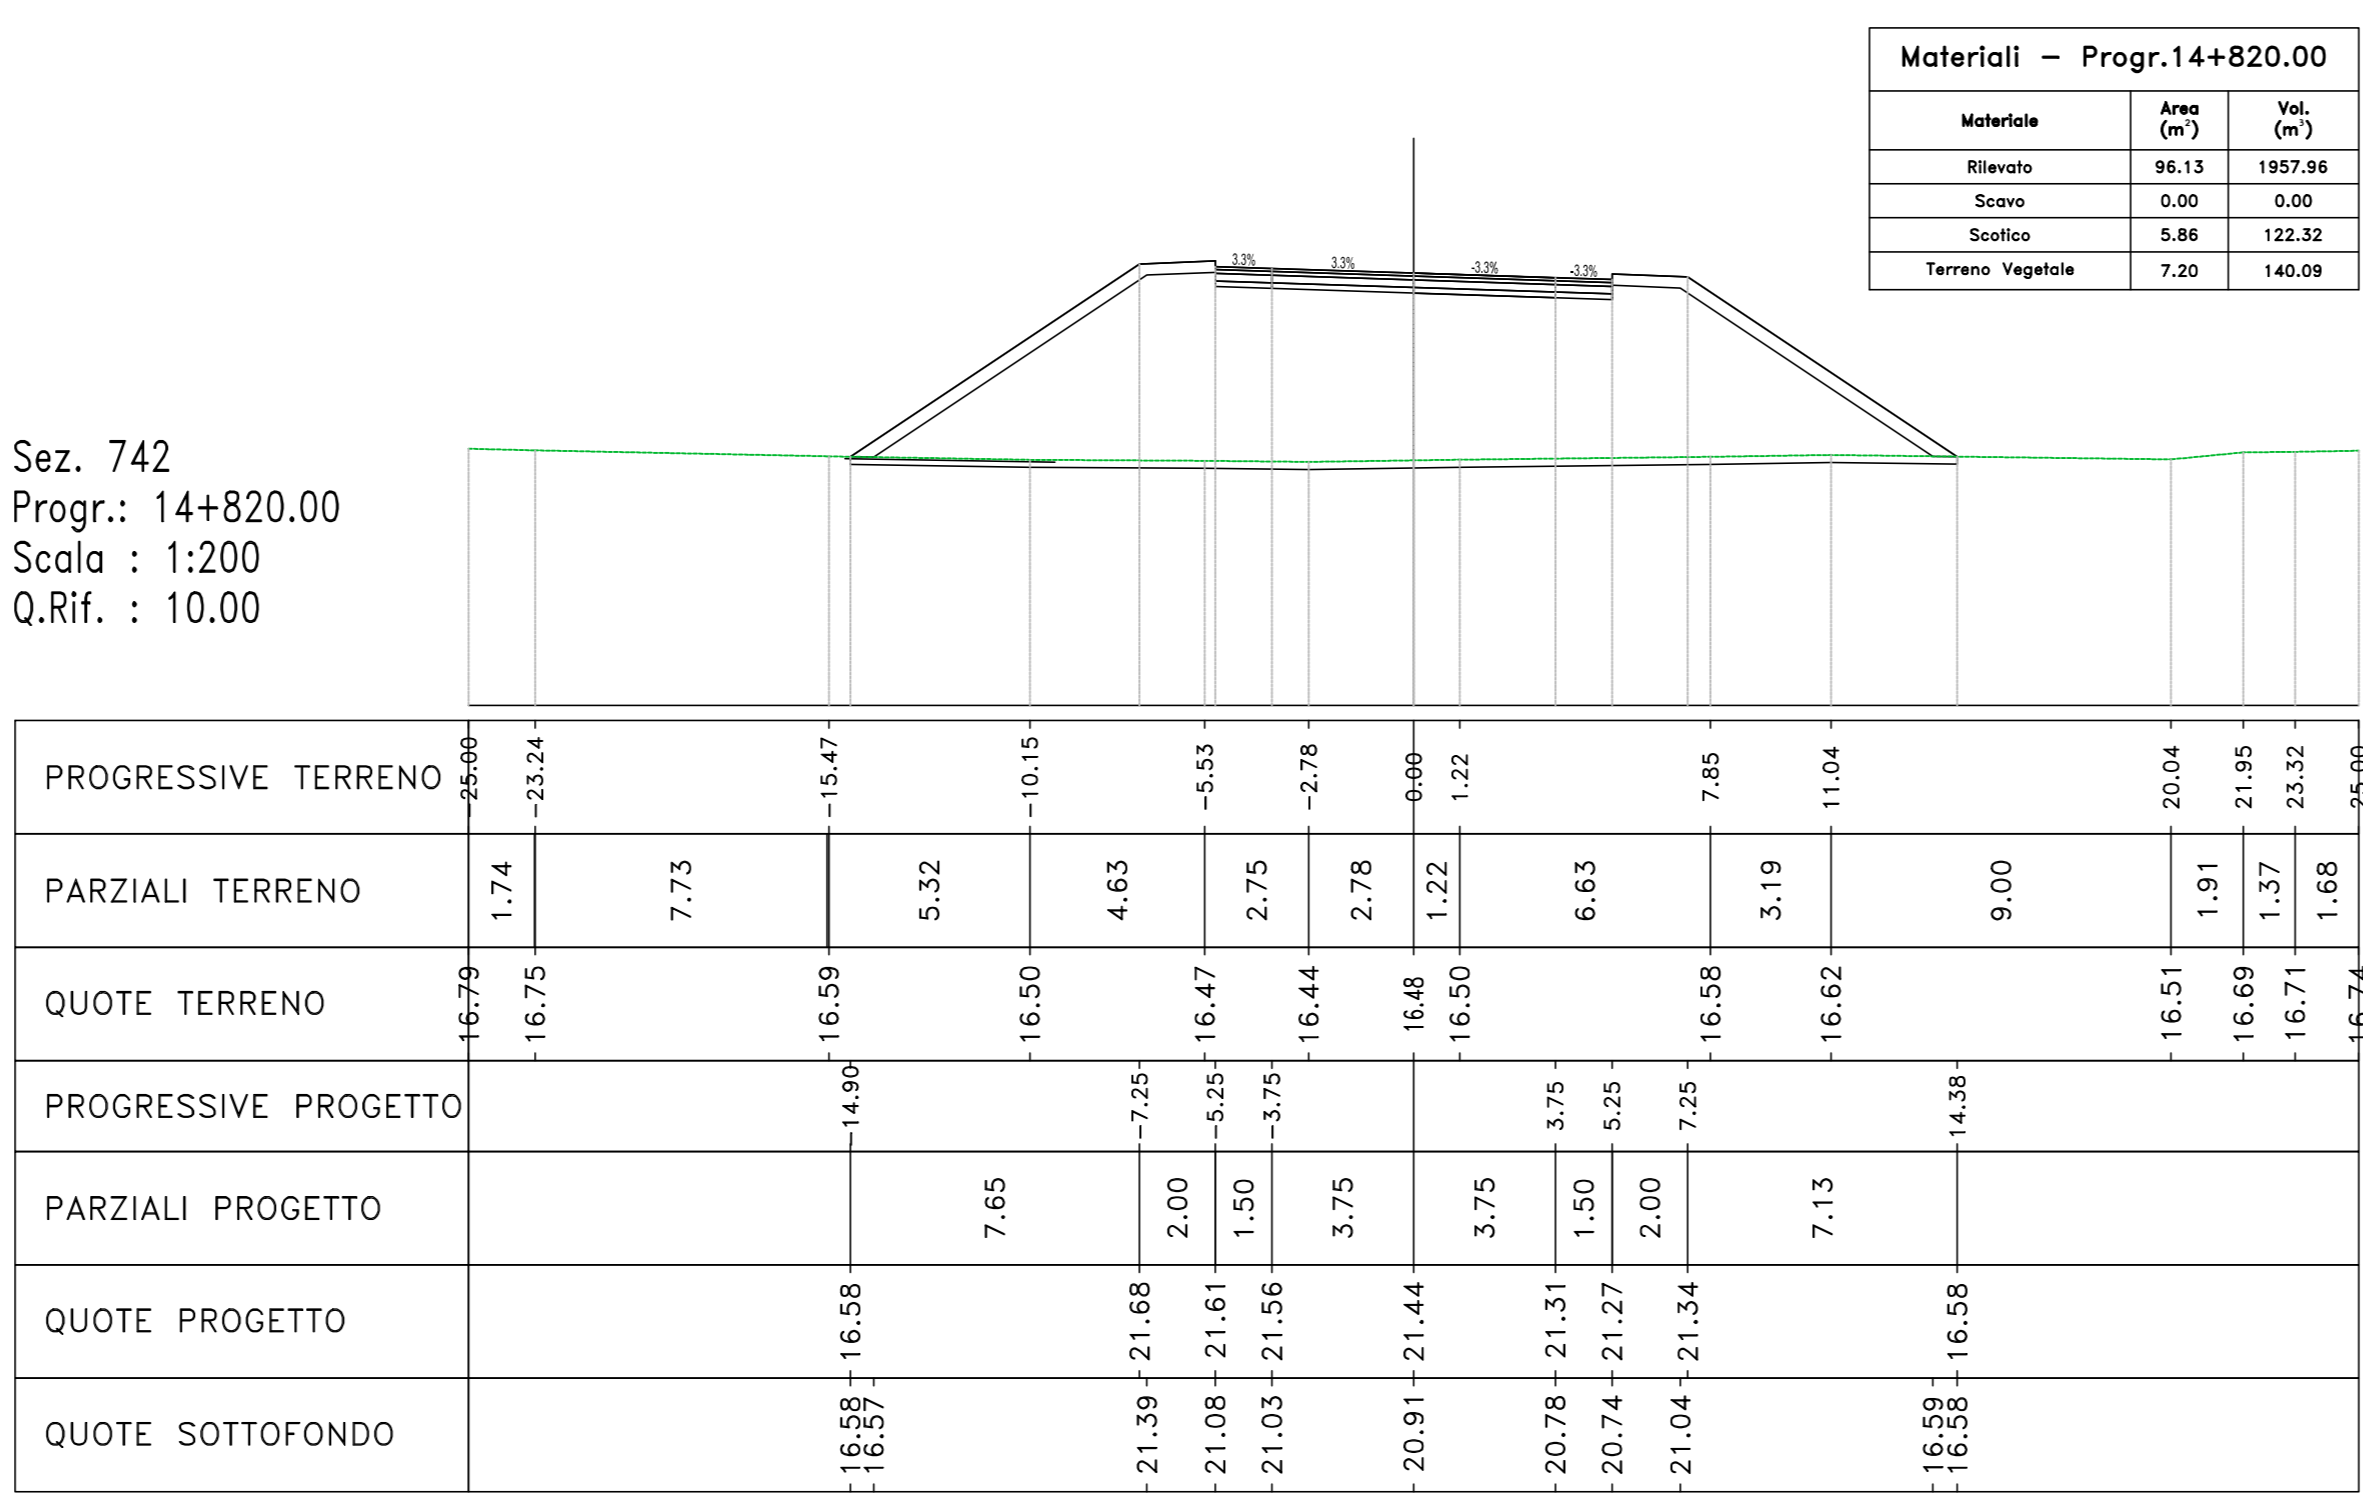 Materiali – Progr.14+820.00
Materiale Area (m²) Vol. (m³)
Rilevato 96.13 1957.96
Scavo 0.00 0.00
Scotico 5.86 122.32
Terreno Vegetale 7.20 140.09
3.3% 3.3% -3.3% -3.3%
Sez. 742
Progr.: 14+820.00
Scala : 1:200
Q.Rif. : 10.00
PROGRESSIVE TERRENO -25.00 -23.24 -15.47 -10.15 -5.53 -2.78 0.00 1.22 7.85 11.04 20.04 21.95 23.32 25.00
PARZIALI TERRENO 1.74 7.73 5.32 4.63 2.75 2.78 1.22 6.63 3.19 9.00 1.91 1.37 1.68
QUOTE TERRENO 16.79 16.75 16.59 16.50 16.47 16.44 16.48 16.50 16.58 16.62 16.51 16.69 16.71 16.74
PROGRESSIVE PROGETTO -14.90 -7.25 -5.25 -3.75 3.75 5.25 7.25 14.38
PARZIALI PROGETTO 7.65 2.00 1.50 3.75 3.75 1.50 2.00 7.13
QUOTE PROGETTO 16.58 21.68 21.61 21.56 21.44 21.31 21.27 21.34 16.58
QUOTE SOTTOFONDO 16.58 16.57 21.39 21.08 21.03 20.91 20.78 20.74 21.04 16.59 16.58